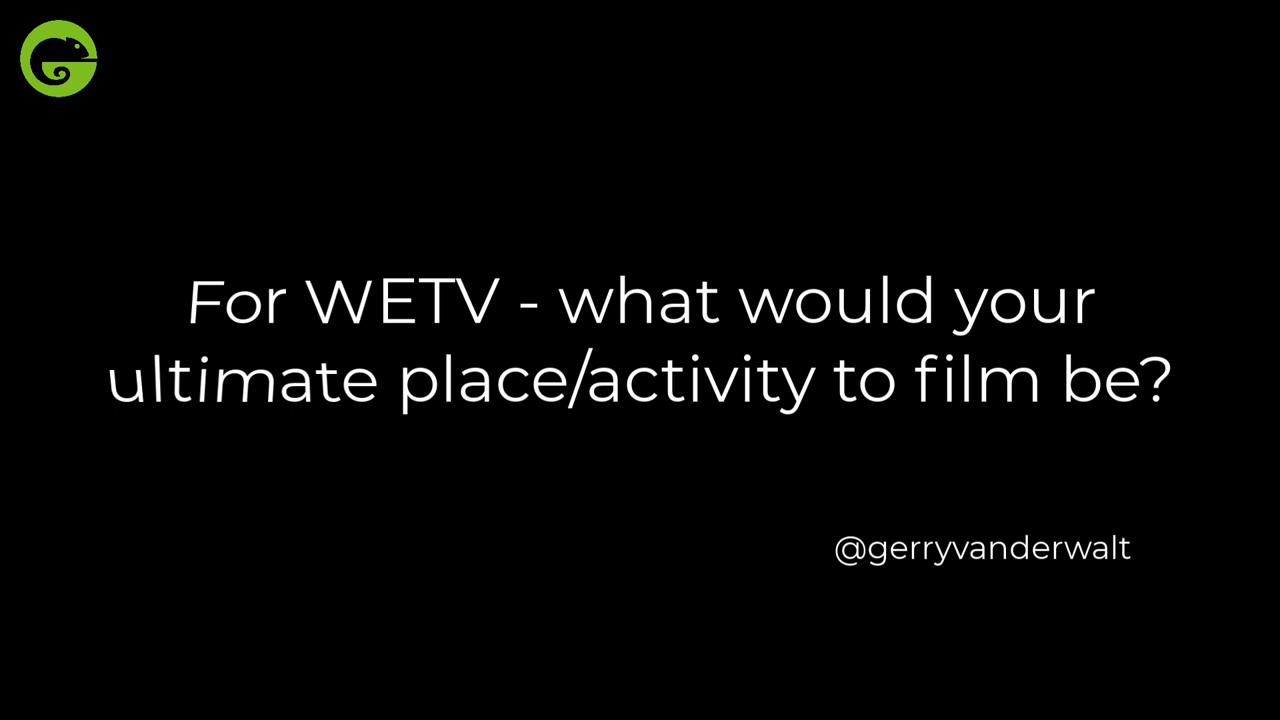 For WETV - what would your
ultimate place/activity to film be?
@gerryvanderwalt